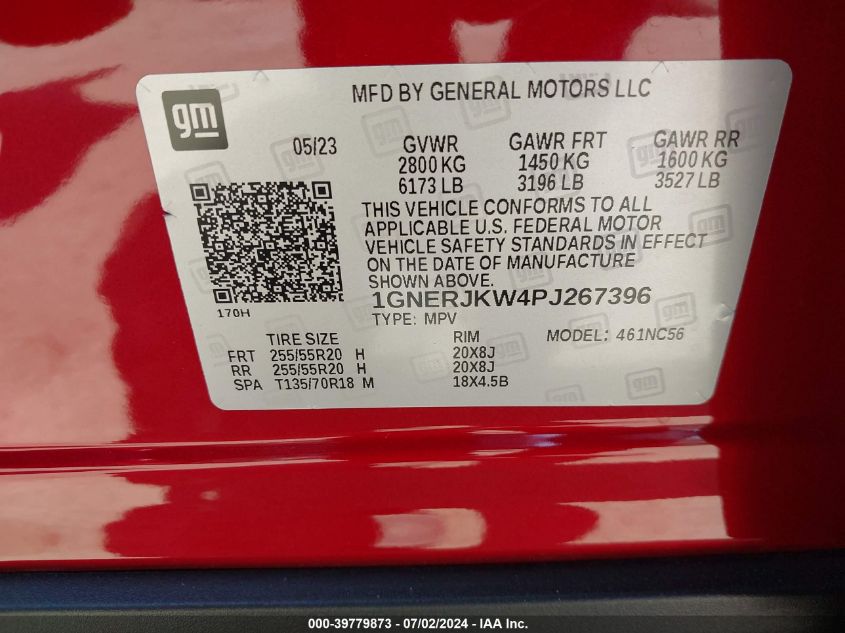 gm
MFD BY GENERAL MOTORS LLC
05/23
GVWR GAWR FRT GAWR RR
2800 KG 1450 KG 1600 KG
6173 LB 3196 LB 3527 LB
THIS VEHICLE CONFORMS TO ALL
APPLICABLE U.S. FEDERAL MOTOR
VEHICLE SAFETY STANDARDS IN EFFECT
ON THE DATE OF MANUFACTURE
SHOWN ABOVE.
170H
1GNERJKW4PJ267396
TYPE: MPV
TIRE SIZE RIM MODEL: 461NC56
FRT 255/55R20 H 20X8J
RR 255/55R20 H 20X8J
SPA T135/70R18 M 18X4.5B
000-39779873 - 07/02/2024 - IAA Inc.